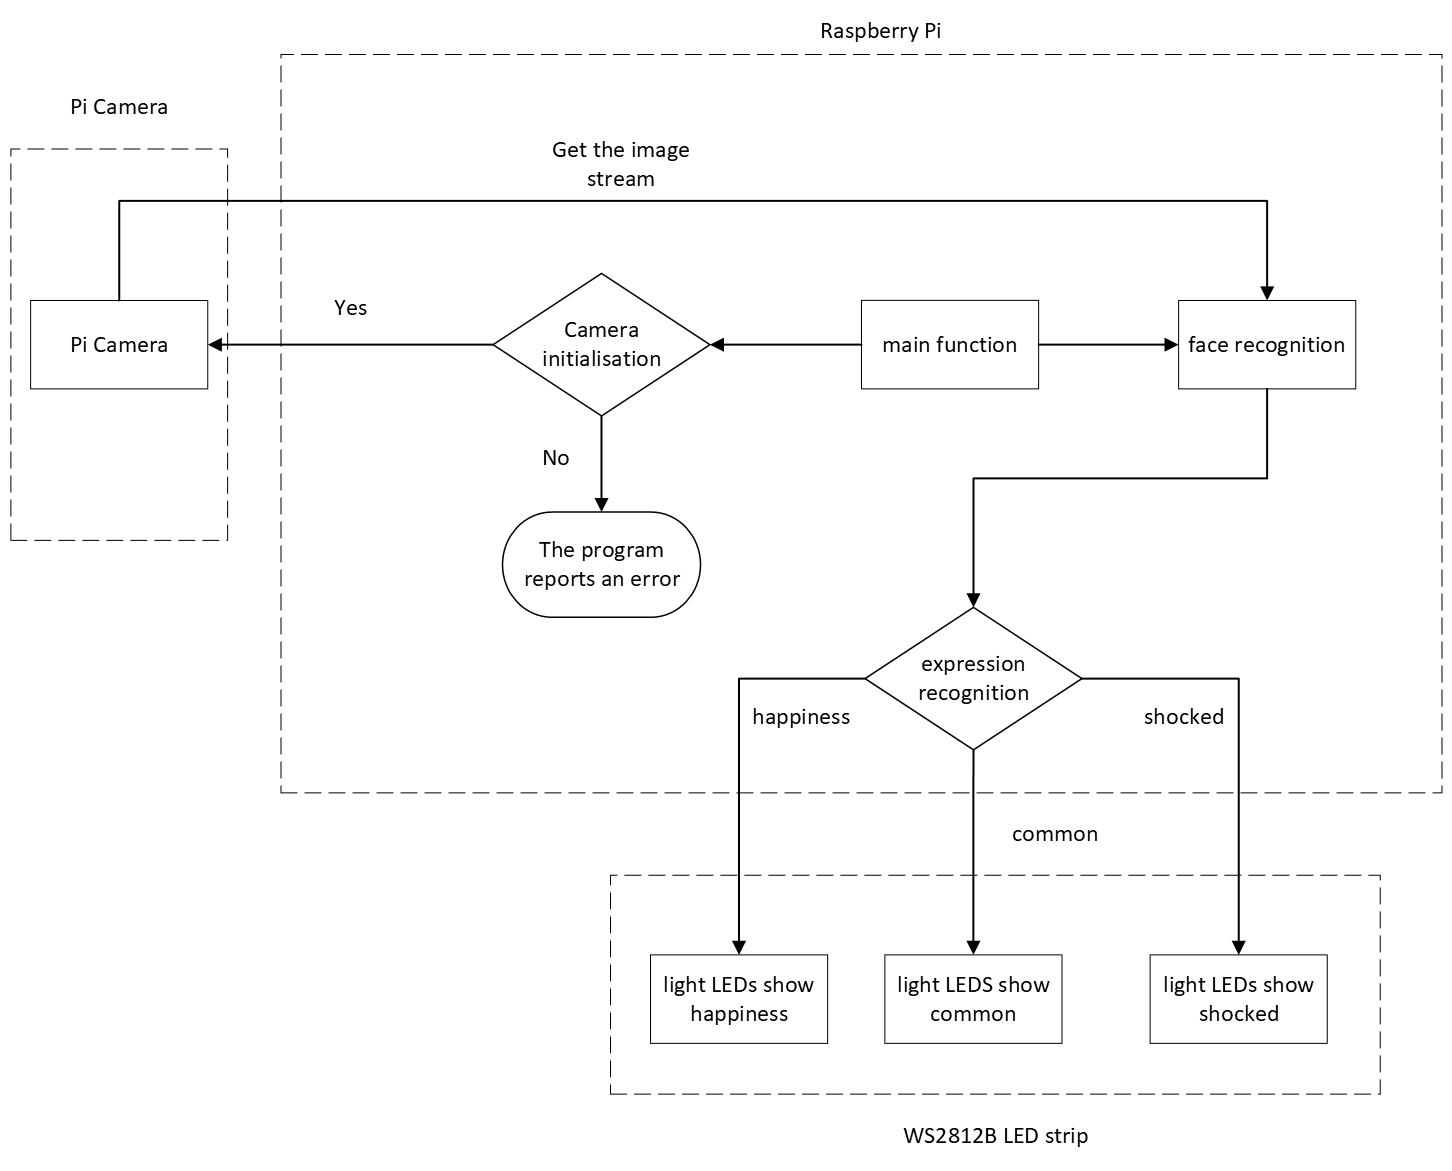 Raspberry Pi
Pi Camera
Get the image
stream
Yes
Pi Camera
Camera
initialisation
main function
face recognition
No
The program
reports an error
expression
recognition
happiness
shocked
common
light LEDs show
happiness
light LEDS show
common
light LEDs show
shocked
WS2812B LED strip